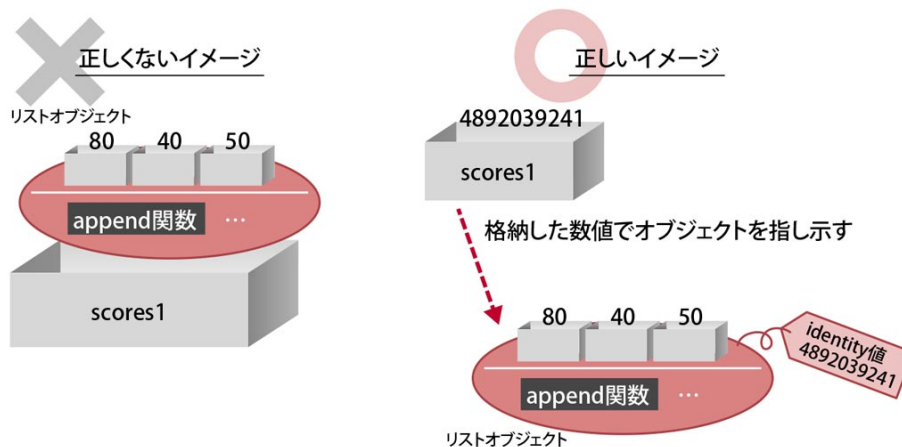 正しくないイメージ
リストオブジェクト
80 40 50
append関数 …
scores1
正しいイメージ
4892039241
scores1
格納した数値でオブジェクトを指し示す
80 40 50
identity値
4892039241
append関数 …
リストオブジェクト